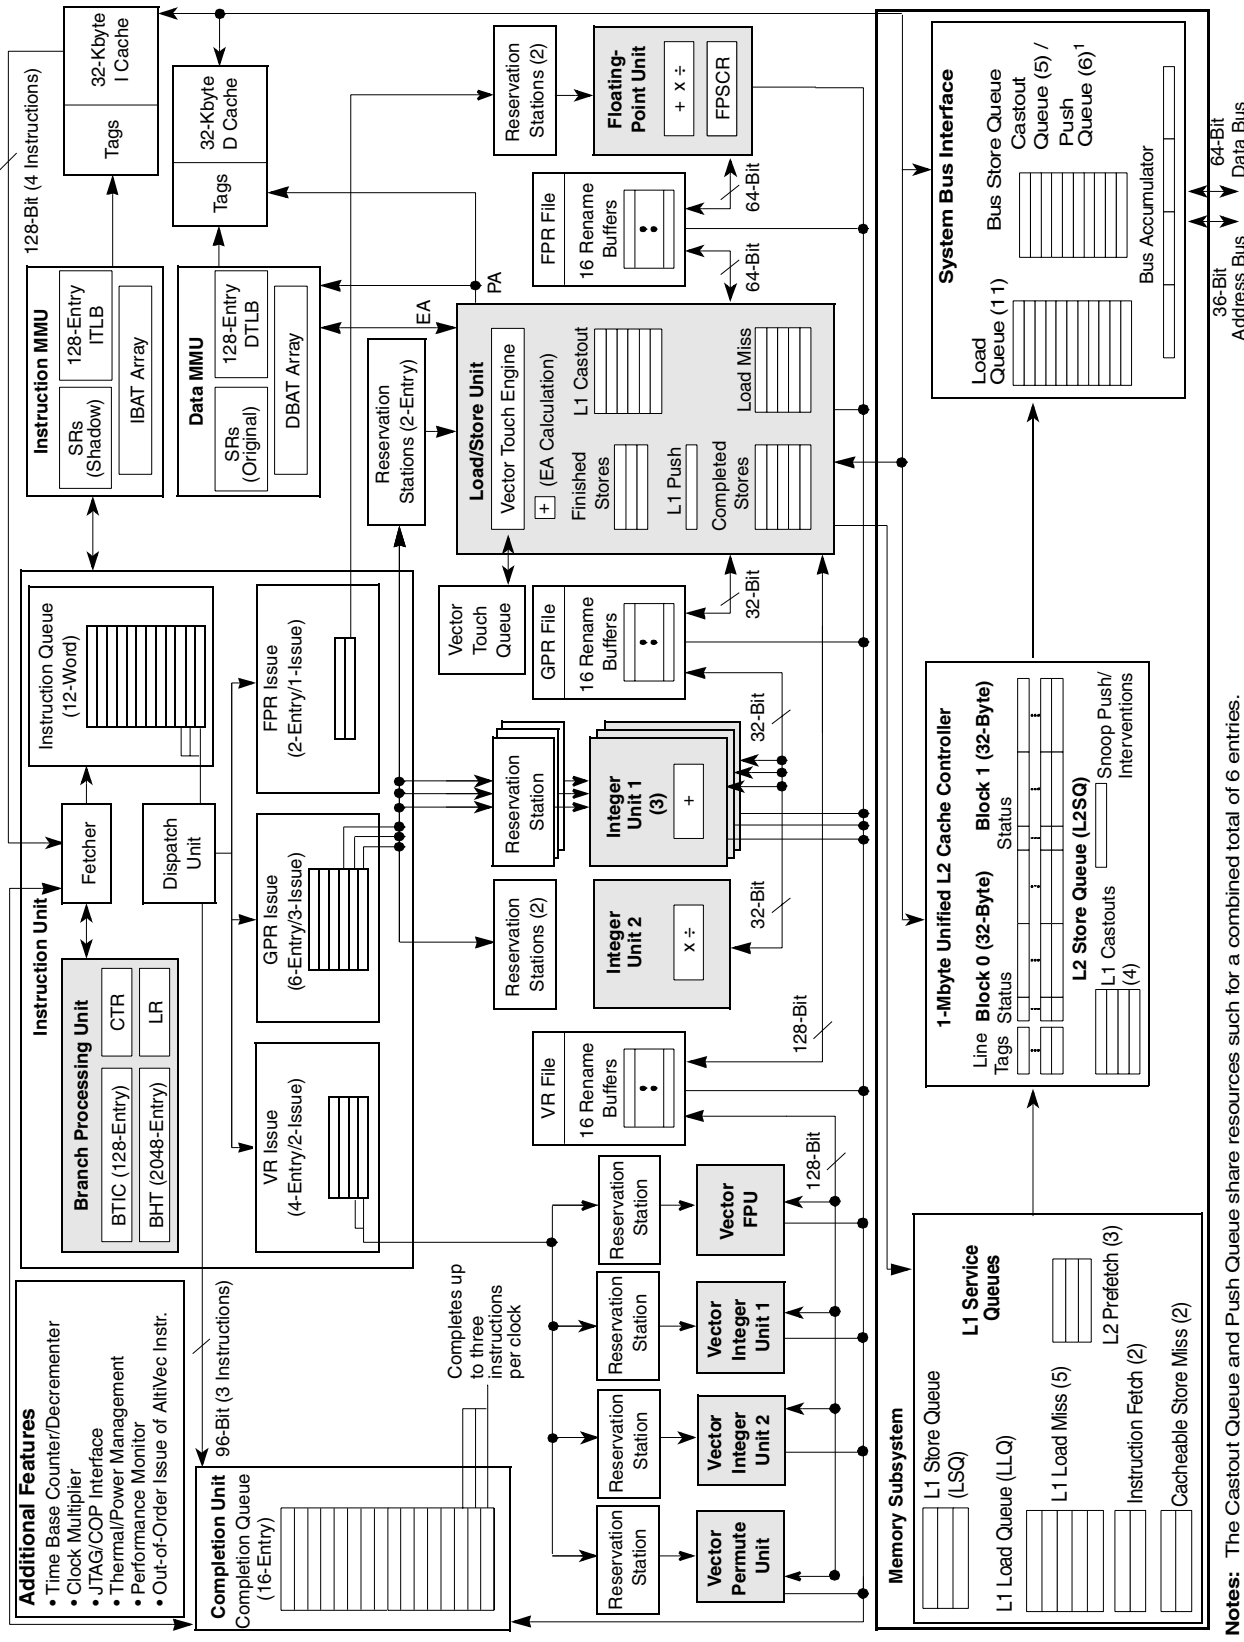 Additional Features
• Time Base Counter/Decrementer
• Clock Multiplier
• JTAG/COP Interface
• Thermal/Power Management
• Performance Monitor
• Out-of-Order Issue of AltiVec Instr.
96-Bit (3 Instructions)
Completion Unit
Completion Queue
(16-Entry)
Completes up
to three
instructions
per clock
Instruction Unit
Branch Processing Unit
BTIC (128-Entry)
CTR
BHT (2048-Entry)
LR
Fetcher
Dispatch
Unit
Instruction Queue
(12-Word)
VR Issue
(4-Entry/2-Issue)
GPR Issue
(6-Entry/3-Issue)
FPR Issue
(2-Entry/1-Issue)
Instruction MMU
SRs
(Shadow)
128-Entry
ITLB
IBAT Array
Data MMU
SRs
(Original)
128-Entry
DTLB
DBAT Array
128-Bit (4 Instructions)
Tags
32-Kbyte
I Cache
Tags
32-Kbyte
D Cache
EA
PA
Reservation
Station
Reservation
Station
Reservation
Station
Reservation
Station
Vector
Permute
Unit
Vector
Integer
Unit 2
Vector
Integer
Unit 1
Vector
FPU
128-Bit
VR File
16 Rename
Buffers
128-Bit
Reservation
Stations (2)
Integer
Unit 2
x ÷
32-Bit
Reservation
Station
Integer
Unit 1
(3)
+
32-Bit
GPR File
16 Rename
Buffers
32-Bit
Vector
Touch
Queue
Reservation
Stations (2-Entry)
Load/Store Unit
Vector Touch Engine
+
(EA Calculation)
Finished
Stores
L1 Castout
L1 Push
Completed
Stores
Load Miss
FPR File
16 Rename
Buffers
64-Bit
64-Bit
Reservation
Stations (2)
Floating-
Point Unit
+ x ÷
FPSCR
Memory Subsystem
L1 Store Queue
(LSQ)
L1 Service
Queues
L1 Load Queue (LLQ)
L1 Load Miss (5)
L2 Prefetch (3)
Instruction Fetch (2)
Cacheable Store Miss (2)
1-Mbyte Unified L2 Cache Controller
Line
Tags
Block 0 (32-Byte)
Status
Block 1 (32-Byte)
Status
L2 Store Queue (L2SQ)
L1 Castouts
(4)
Snoop Push/
Interventions
System Bus Interface
Load
Queue (11)
Bus Store Queue
Castout
Queue (5) /
Push
Queue (6)1
Bus Accumulator
36-Bit
Address Bus
64-Bit
Data Bus
Notes: The Castout Queue and Push Queue share resources such for a combined total of 6 entries.